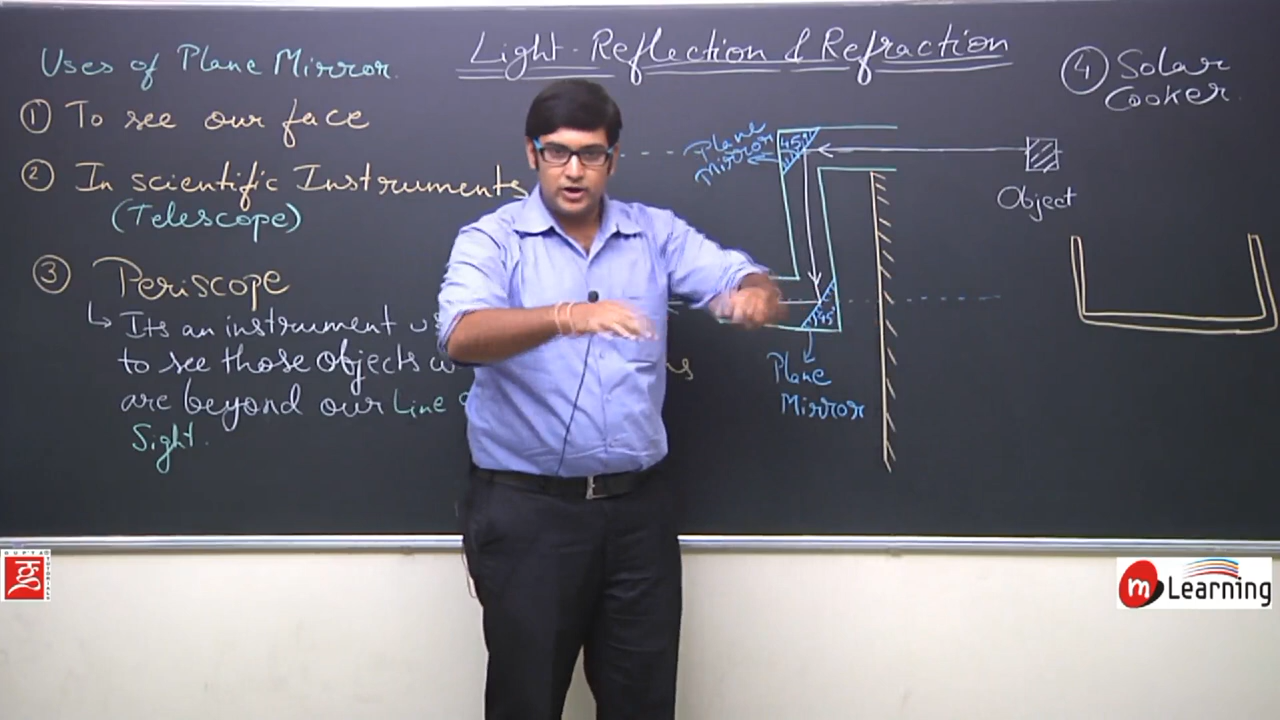 Light - Reflection & Refraction
Uses of Plane Mirror.
① To see our face
② In scientific Instruments
(Telescope)
③ Periscope
↳ Its an instrument
to see those objects
are beyond our Line
Sight.
Plane
Mirror
45°
Object
45°
Plane
Mirror
④ Solar
Cooker.
GUPTA
TUTORIALS
m Learning